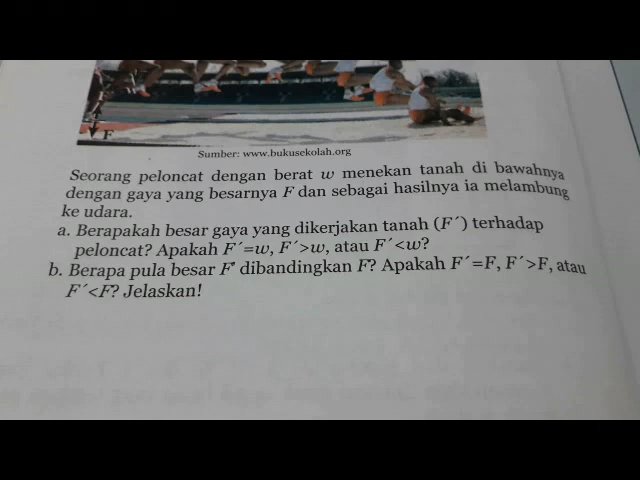 F
Sumber: www.bukusekolah.org
Seorang peloncat dengan berat w menekan tanah di bawahnya
dengan gaya yang besarnya F dan sebagai hasilnya ia melambung
ke udara.
a. Berapakah besar gaya yang dikerjakan tanah (F´) terhadap
peloncat? Apakah F´=w, F´>w, atau F´<w?
b. Berapa pula besar F´ dibandingkan F? Apakah F´=F, F´>F, atau
F´<F? Jelaskan!